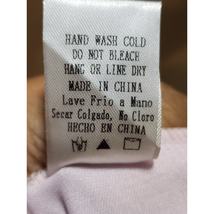 HAND WASH COLD
DO NOT BLEACH
HANG OR LINE DRY
MADE IN CHINA
Lave Frio a Mano
Secar Colgado, No Cloro
HECHO EN CHINA